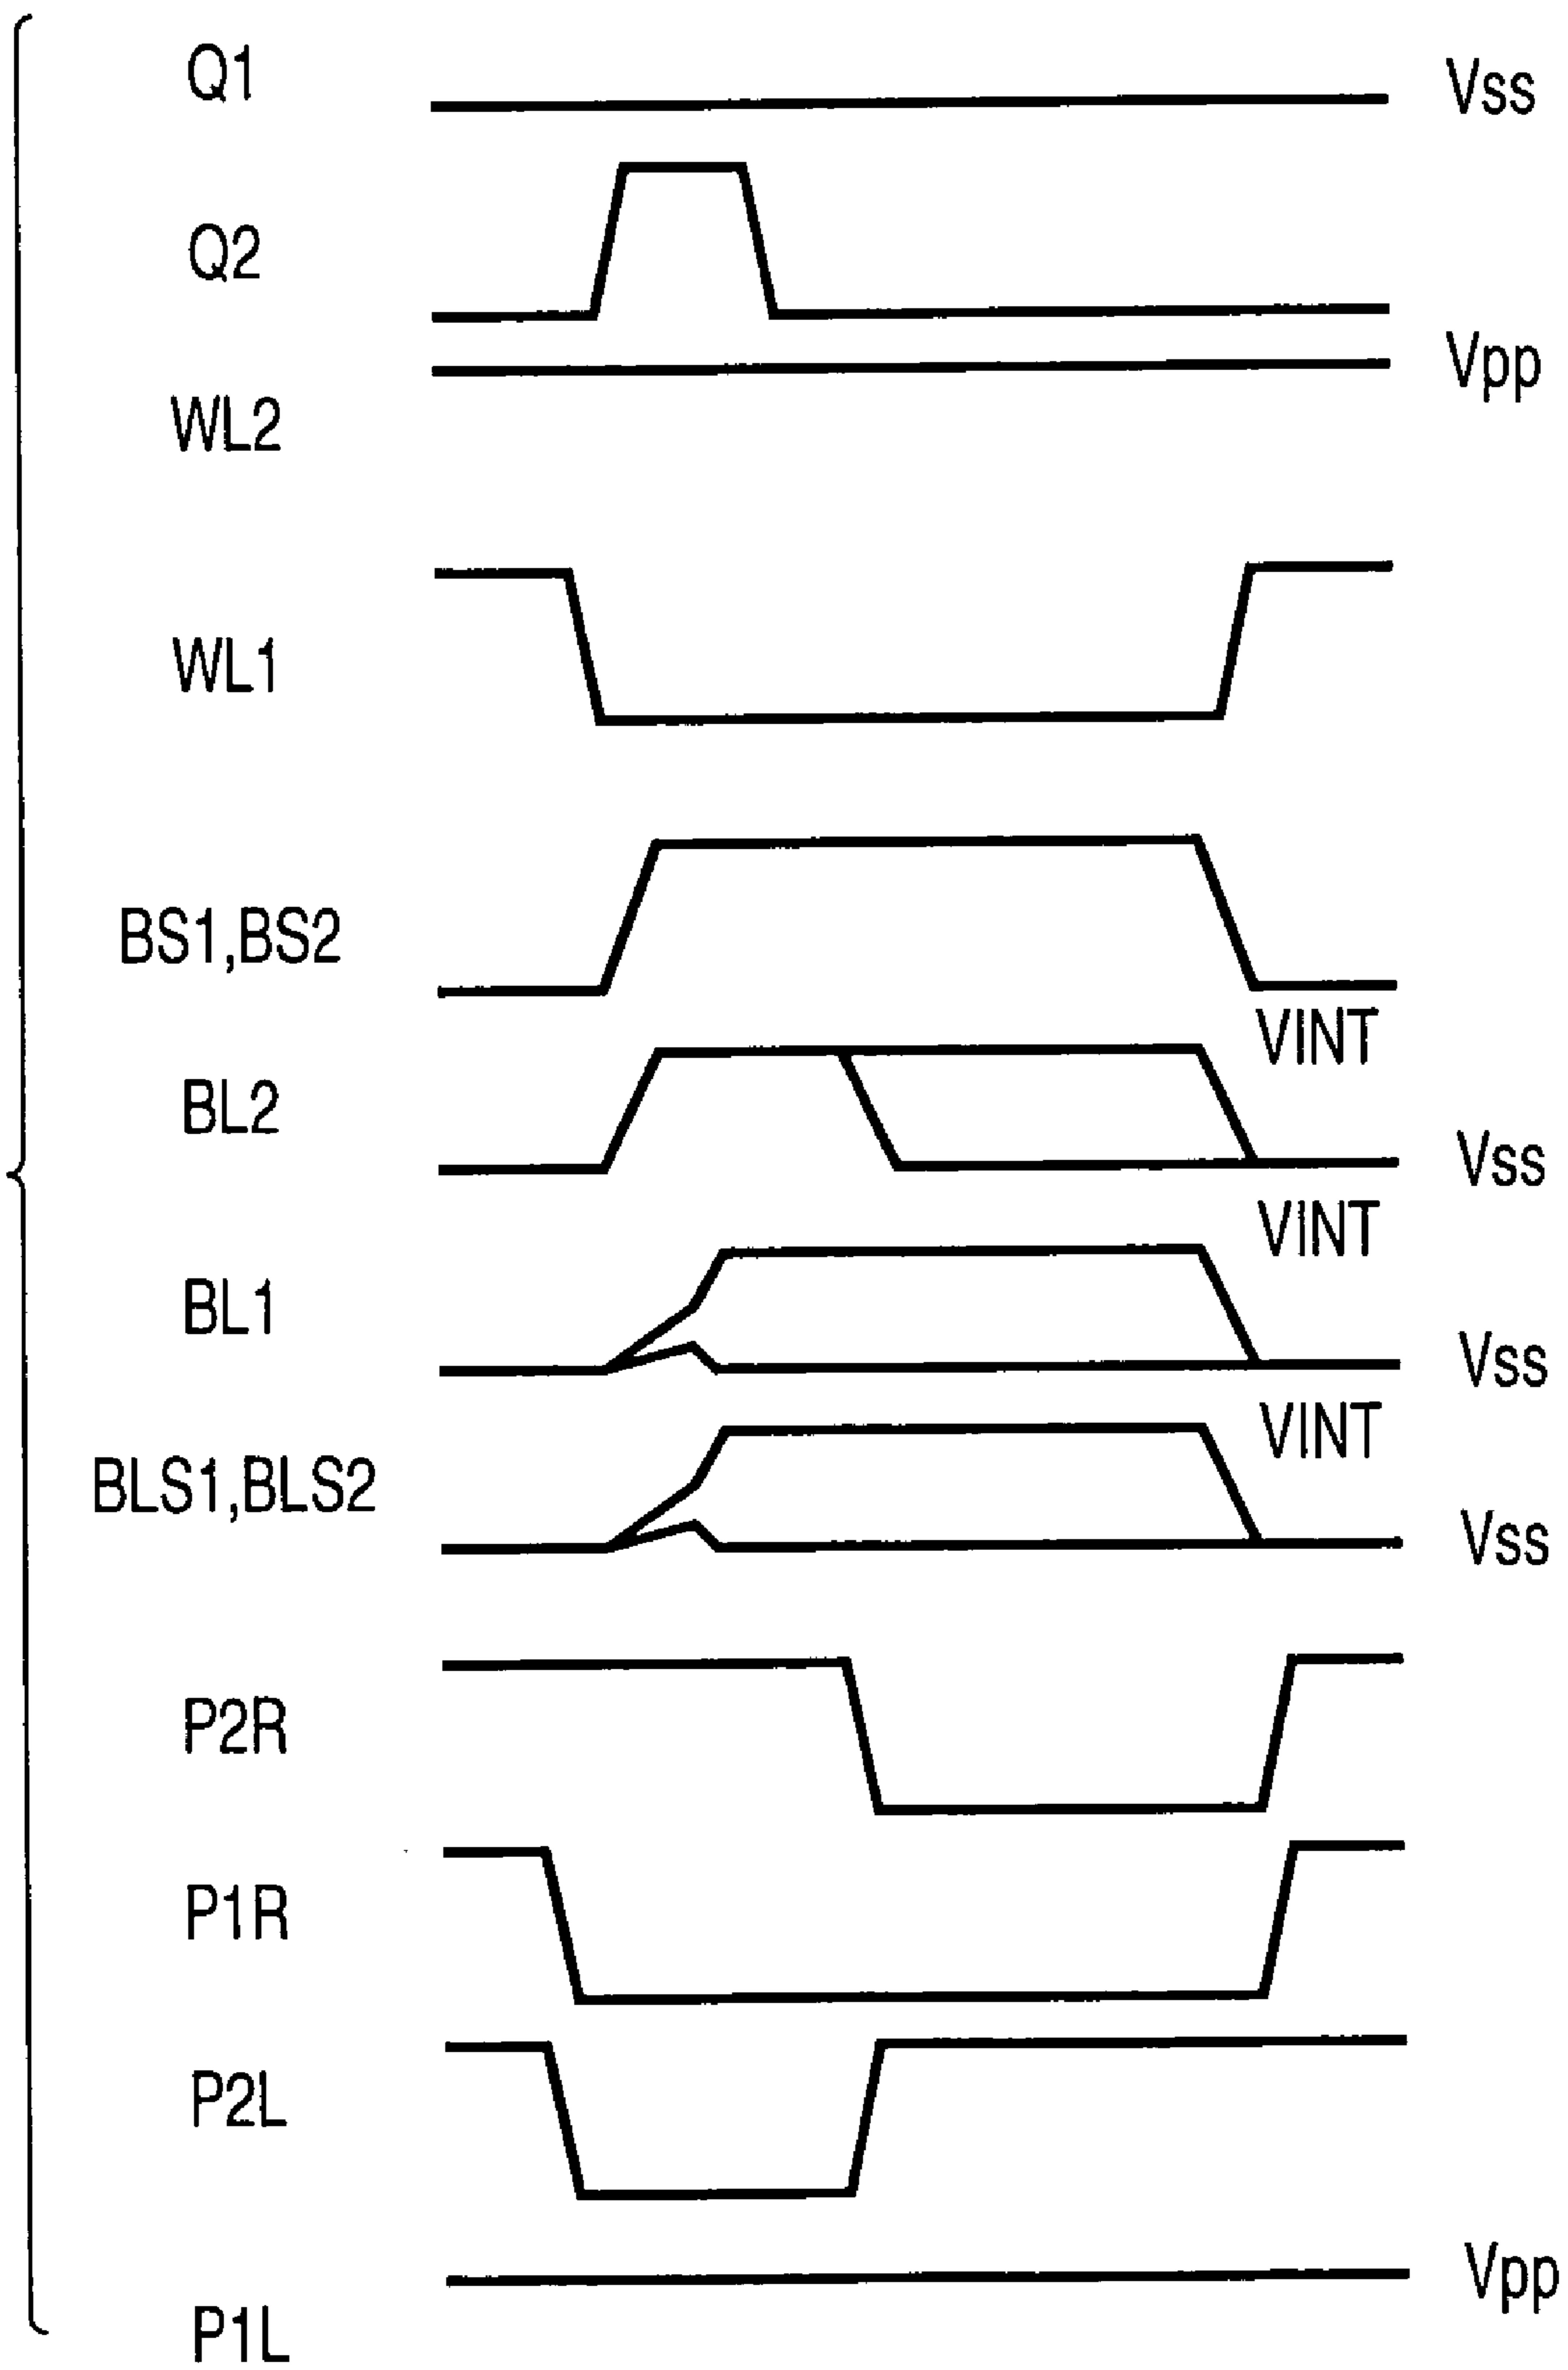 Q1
Vss
Q2
Vpp
WL2
WL1
BS1,BS2
VINT
BL2
Vss
VINT
BL1
Vss
VINT
BLS1,BLS2
Vss
P2R
P1R
P2L
Vpp
P1L